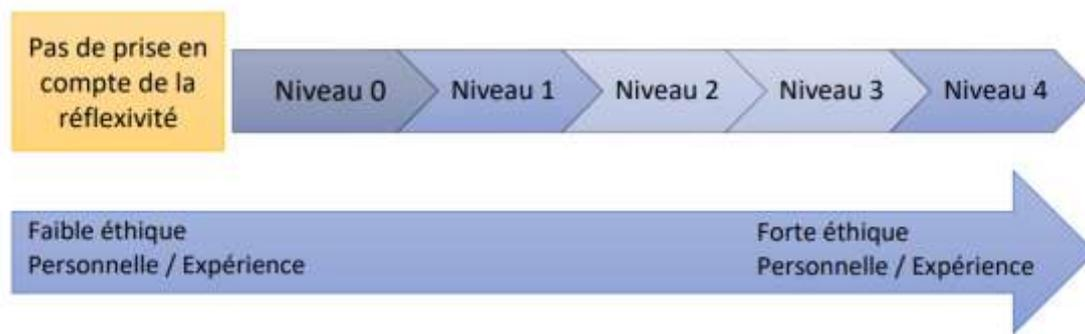 Pas de prise en
compte de la
réflexivité
Niveau 0
Niveau 1
Niveau 2
Niveau 3
Niveau 4
Faible éthique
Personnelle / Expérience
Forte éthique
Personnelle / Expérience